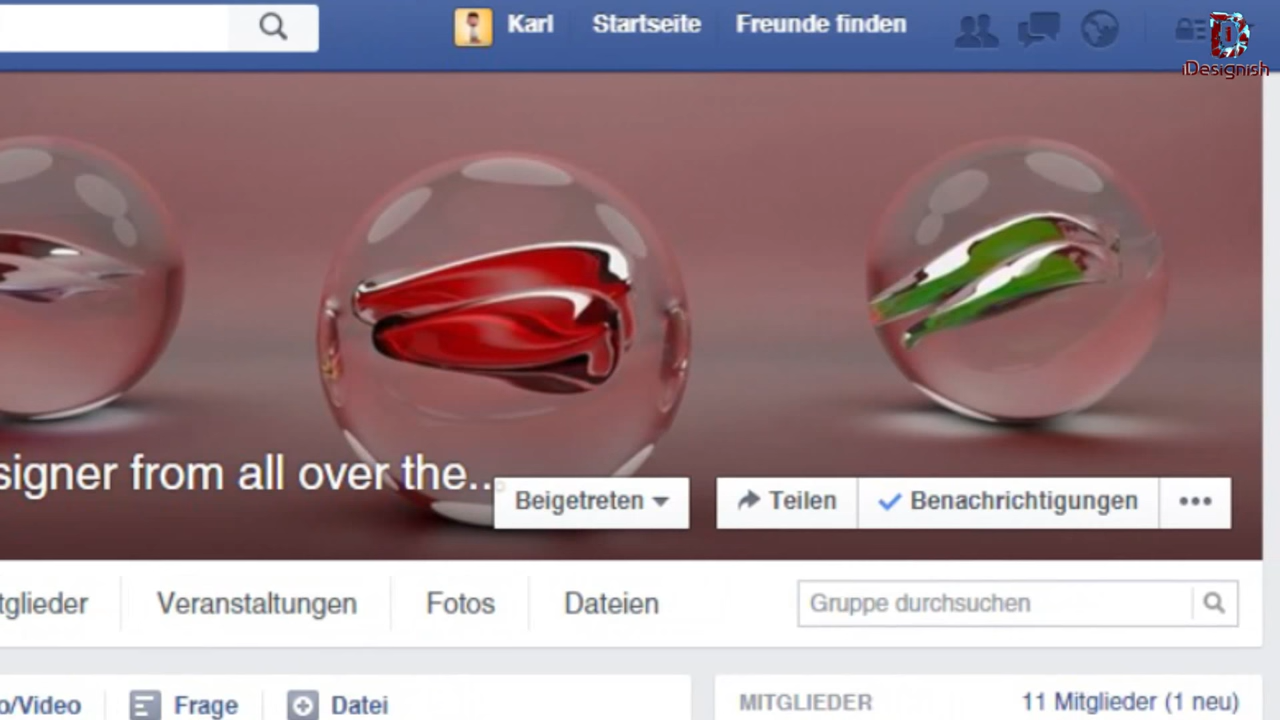 Karl Startseite Freunde finden
iDesignish
signer from all over the...
Beigetreten Teilen Benachrichtigungen
tglieder Veranstaltungen Fotos Dateien Gruppe durchsuchen
o/Video Frage Datei MITGLIEDER 11 Mitglieder (1 neu)